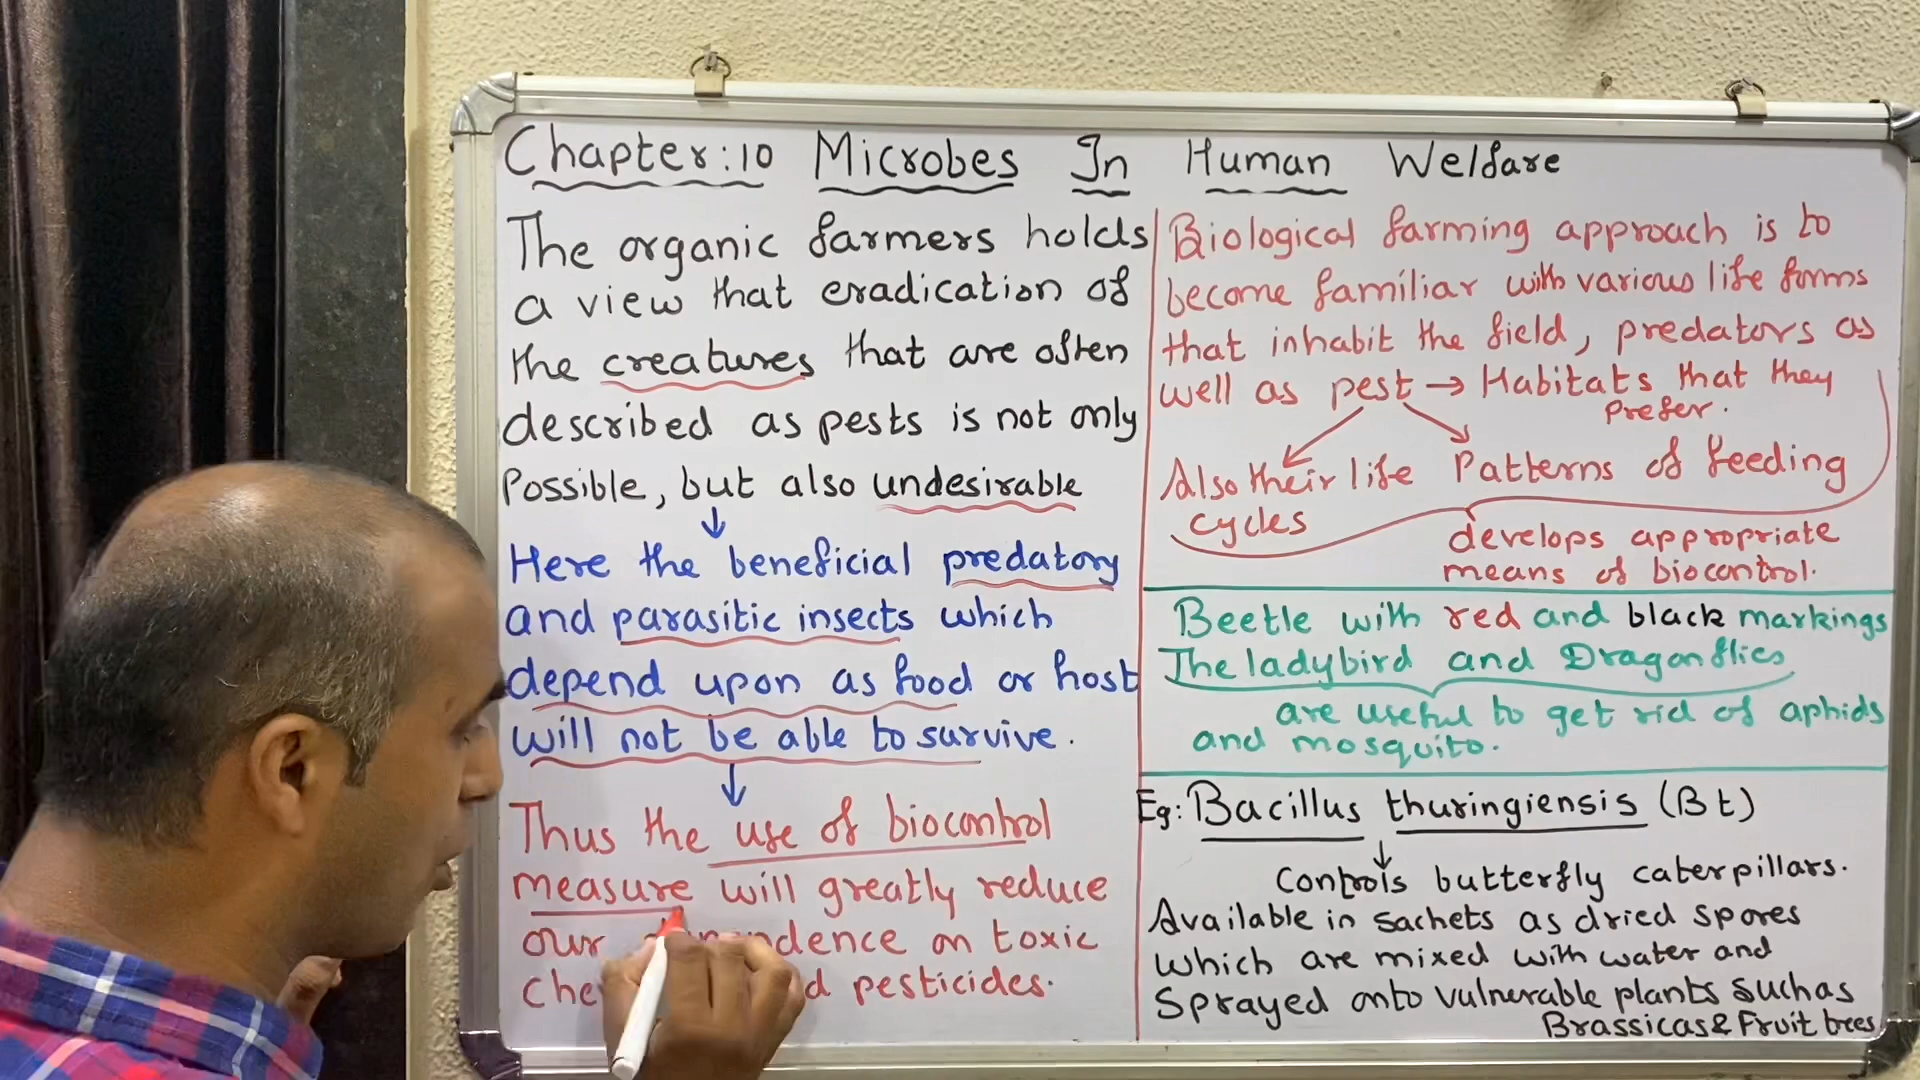 Chapter:10 Microbes In Human Welfare
The organic farmers holds
a view that eradication of
the creatures that are often
described as pests is not only
Possible, but also undesirable
Here the beneficial predatory
and parasitic insects which
depend upon as food or host
will not be able to survive.
Thus the use of biocontrol
measure will greatly reduce
our on toxic
pesticides.
Biological farming approach is to
become familiar with various life forms
that inhabit the field, predators as
well as pest → Habitats that they
Prefer.
Also their life Patterns of feeding
cycles
develops appropriate
means of biocontrol.
Beetle with red and black markings
The ladybird and Dragonflies
are useful to get rid of aphids
and mosquito.
Eg: Bacillus thuringiensis (Bt)
Controls butterfly caterpillars.
Available in sachets as dried spores
which are mixed with water and
Sprayed onto vulnerable plants such as
Brassicas & Fruit trees